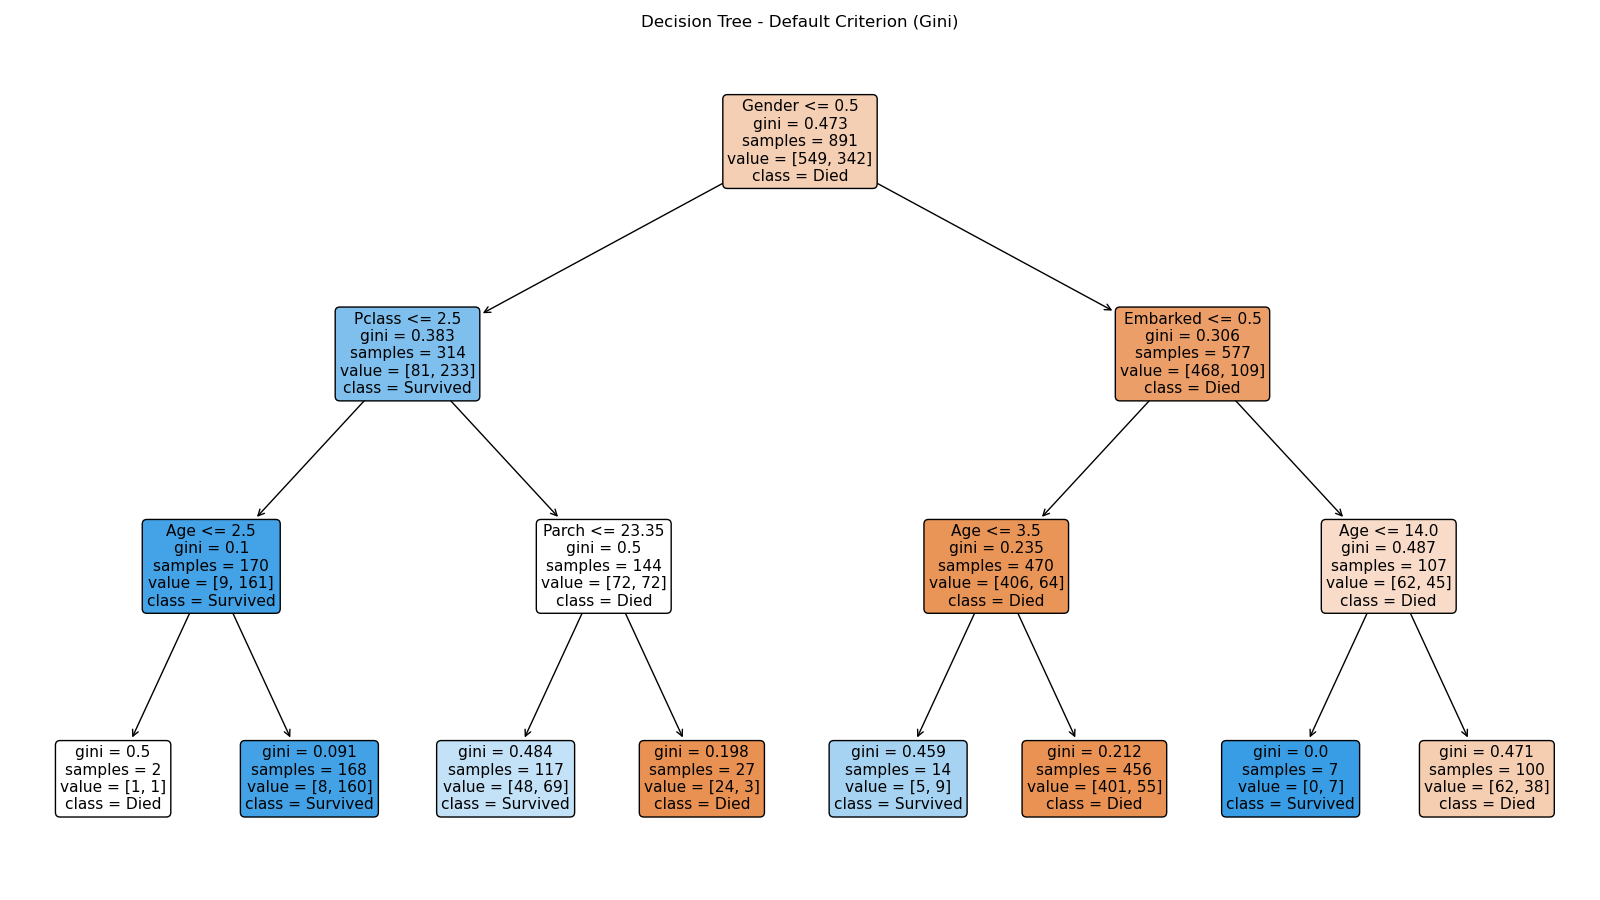 Decision Tree - Default Criterion (Gini)
Gender <= 0.5
gini = 0.473
samples = 891
value = [549, 342]
class = Died
Pclass <= 2.5
gini = 0.383
samples = 314
value = [81, 233]
class = Survived
Embarked <= 0.5
gini = 0.306
samples = 577
value = [468, 109]
class = Died
Age <= 2.5
gini = 0.1
samples = 170
value = [9, 161]
class = Survived
Parch <= 23.35
gini = 0.5
samples = 144
value = [72, 72]
class = Died
Age <= 3.5
gini = 0.235
samples = 470
value = [406, 64]
class = Died
Age <= 14.0
gini = 0.487
samples = 107
value = [62, 45]
class = Died
gini = 0.5
samples = 2
value = [1, 1]
class = Died
gini = 0.091
samples = 168
value = [8, 160]
class = Survived
gini = 0.484
samples = 117
value = [48, 69]
class = Survived
gini = 0.198
samples = 27
value = [24, 3]
class = Died
gini = 0.459
samples = 14
value = [5, 9]
class = Survived
gini = 0.212
samples = 456
value = [401, 55]
class = Died
gini = 0.0
samples = 7
value = [0, 7]
class = Survived
gini = 0.471
samples = 100
value = [62, 38]
class = Died